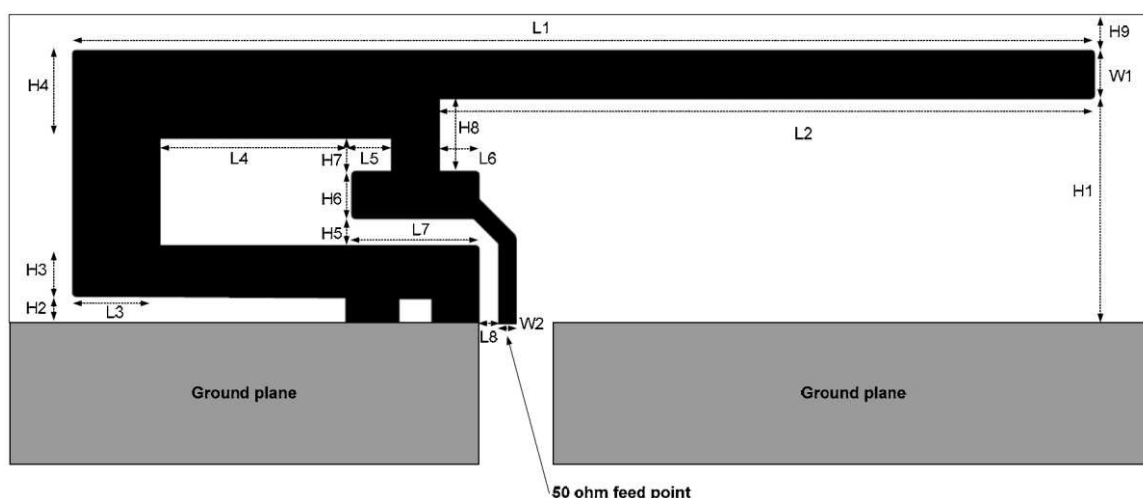 L1
H9
H4
W1
H8
L2
L4
H7
L5
L6
H1
H6
H5
L7
H3
L3
H2
L8
W2
Ground plane
Ground plane
50 ohm feed point